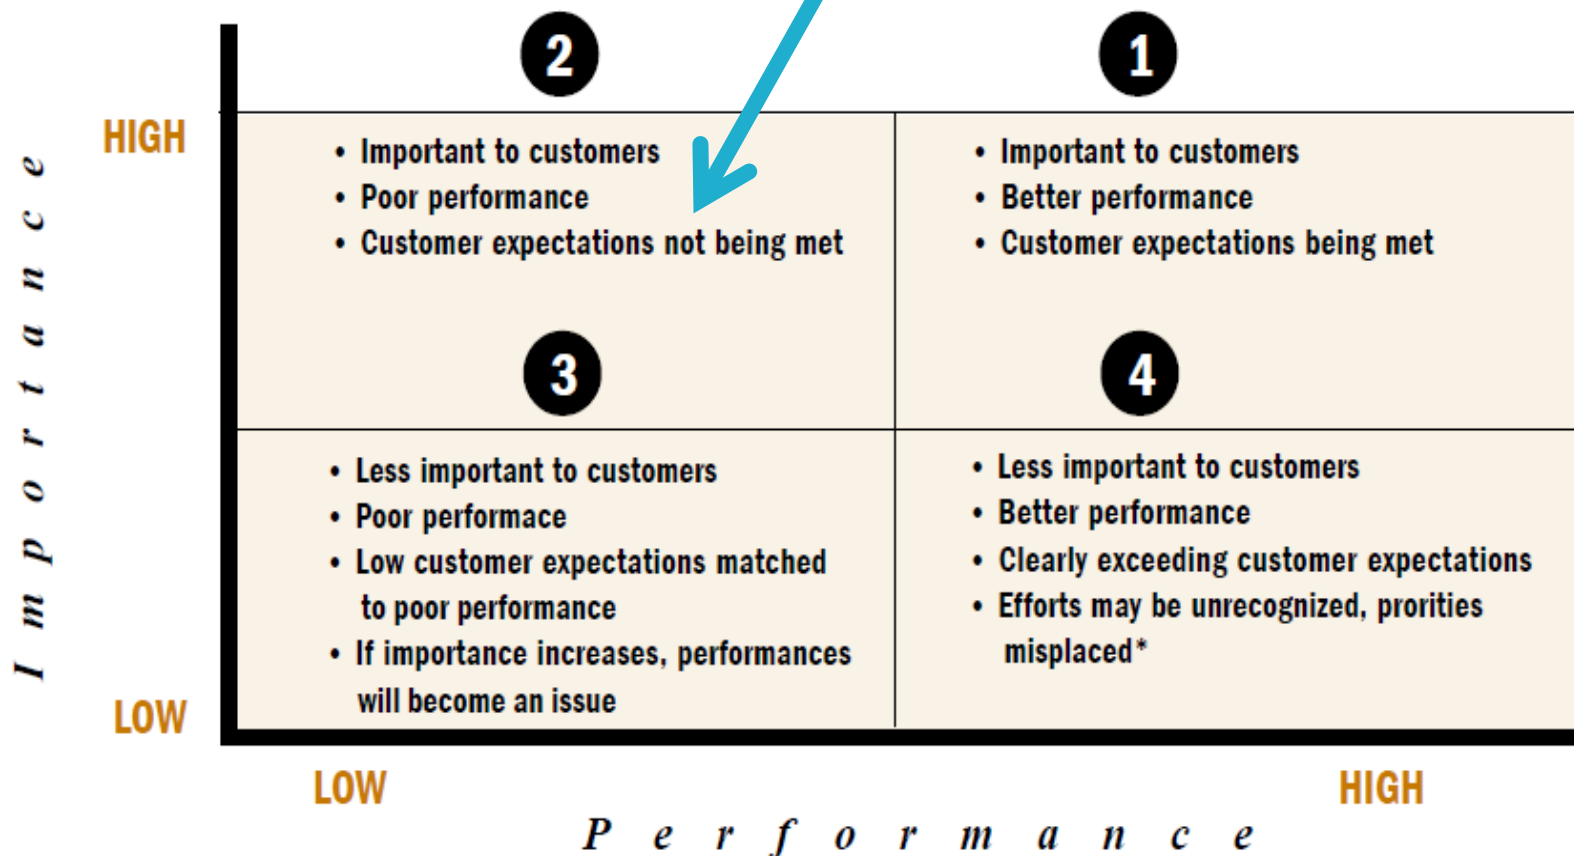 2
1
HIGH
• Important to customers
• Poor performance
• Customer expectations not being met
• Important to customers
• Better performance
• Customer expectations being met
Importance
3
4
• Less important to customers
• Poor performace
• Low customer expectations matched
to poor performance
• If importance increases, performances
will become an issue
• Less important to customers
• Better performance
• Clearly exceeding customer expectations
• Efforts may be unrecognized, prorities
misplaced*
LOW
LOW
HIGH
Performance